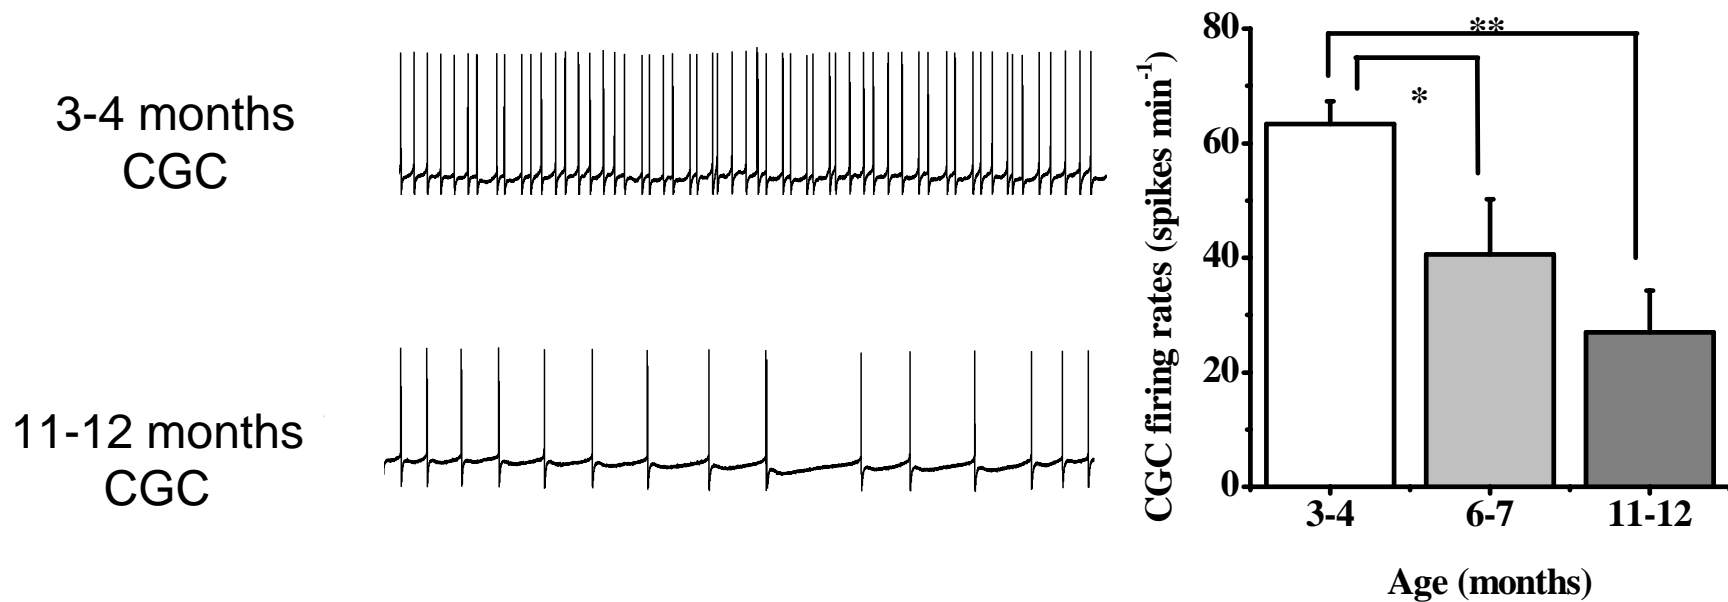 3-4 months
CGC
11-12 months
CGC
CGC firing rates (spikes min-1)
80
60
40
20
0
**
*
3-4 6-7 11-12
Age (months)